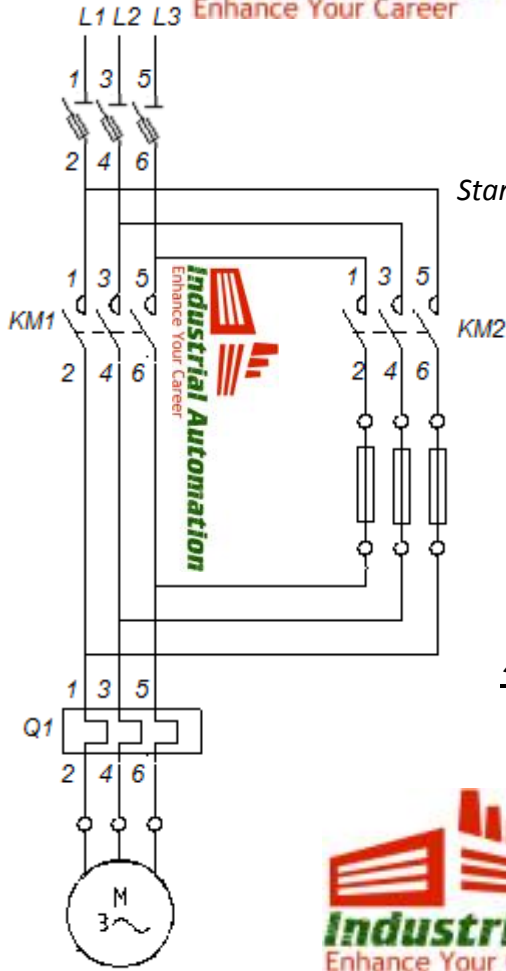 Enhance Your Career
L1 L2 L3
1 3 5
2 4 6
Star
1 3 5
KM1
2 4 6
1 3 5
KM2
2 4 6
Industrial Automation
Enhance Your Career
1 3 5
Q1
2 4 6
M
3~
Industri
Enhance Your